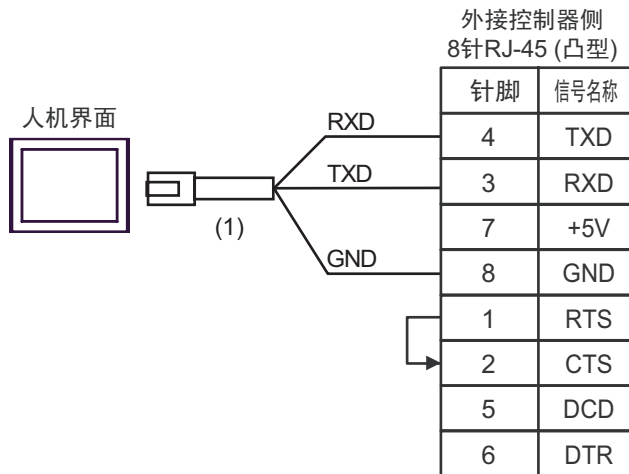 外接控制器侧
8针RJ-45 (凸型)
人机界面
(1)
RXD
TXD
GND
针脚 信号名称
4 TXD
3 RXD
7 +5V
8 GND
1 RTS
2 CTS
5 DCD
6 DTR